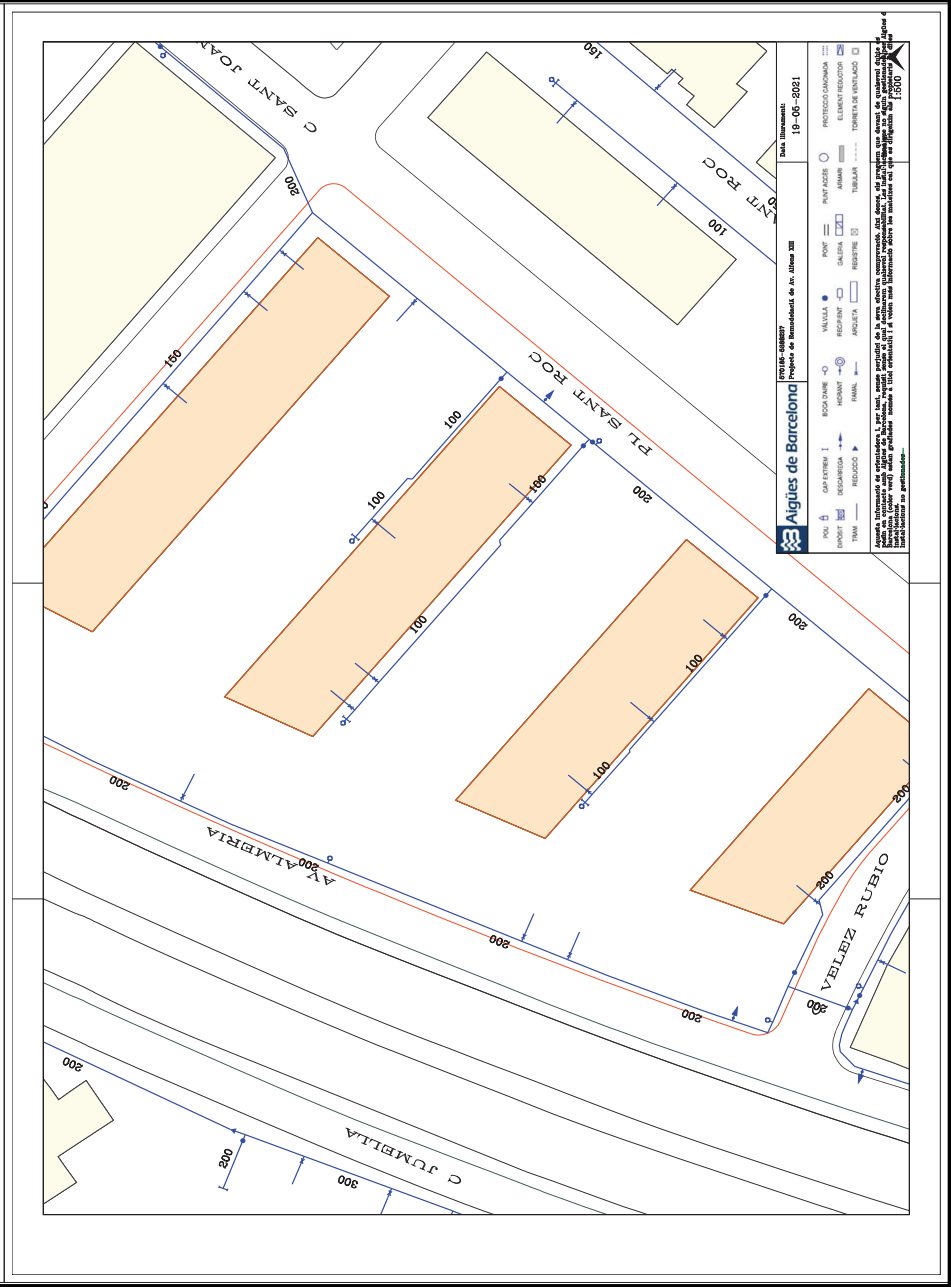 C SANT JOAN
200
150
150
100
C SANT ROC
PL SANT ROC
100
100
100
100
200
200
100
100
200
AV ALMERIA
200
200
200
200
200
C VELEZ RUBIO
200
200
C JUMELLA
200
300
Aigües de Barcelona
Projecte de Remodelació de Av. Alfons XIII
Data lliurament:
19-05-2021
POU
CAP EXTREM
BOCA D'AIRE
VÀLVULA
PONT
PUNT ACCÉS
PROTECCIÓ CANONADA
DIPÒSIT
DESCÀRREGA
HIDRANT
RECIPIENT
GALERIA
ARMARI
ELEMENT REDUCTOR
TRAM
REDUCCIÓ
RAMAL
ARQUETA
REGISTRE
TUBULAR
TORRETA DE VENTILACIÓ
Instal·lacions no gestionades
1:500